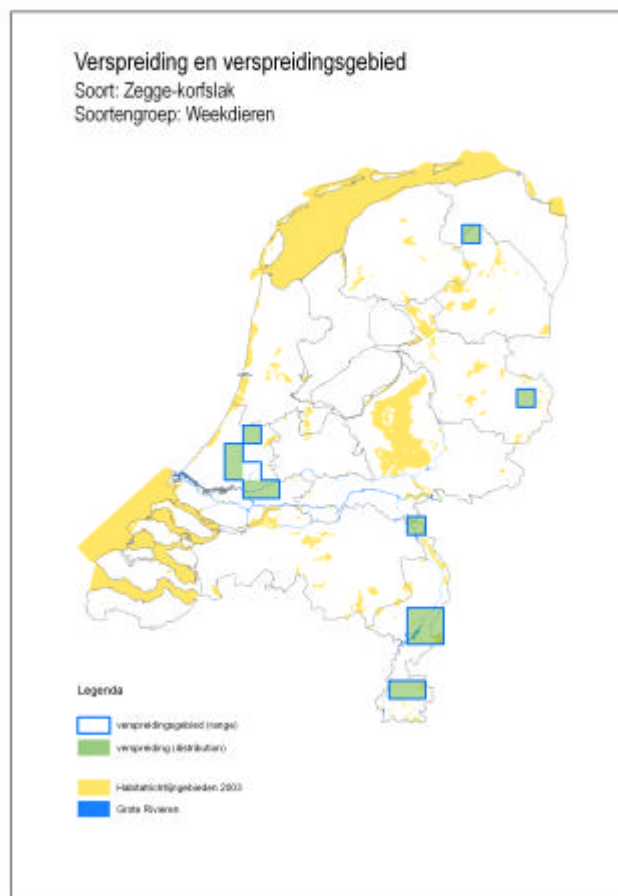 Verspreiding en verspreidingsgebied
Soort: Zegge-korfslak
Soortengroep: Weekdieren
Legenda
verspreidingsgebied (range)
verspreiding (distribution)
Habitatrichtlijngebieden 2003
Grote Rivieren